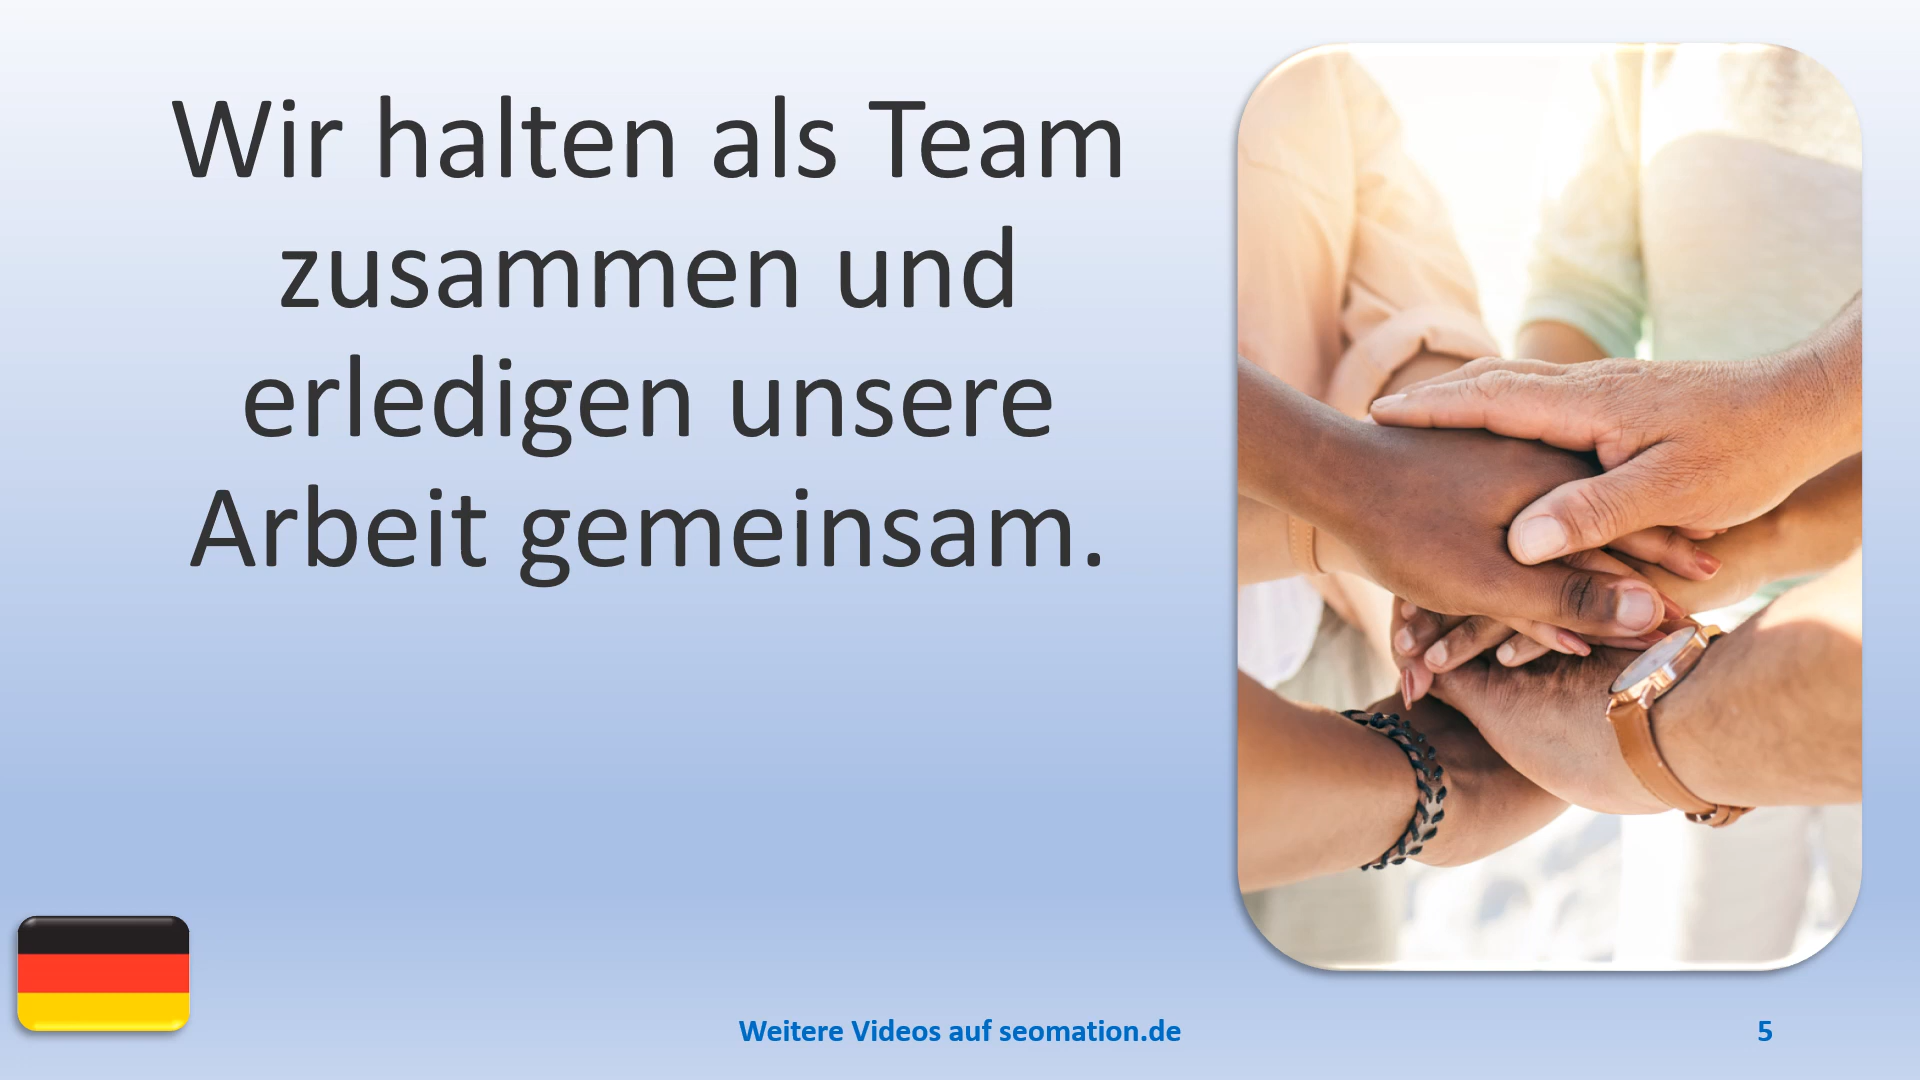 Wir halten als Team
zusammen und
erledigen unsere
Arbeit gemeinsam.
Weitere Videos auf seomation.de
5